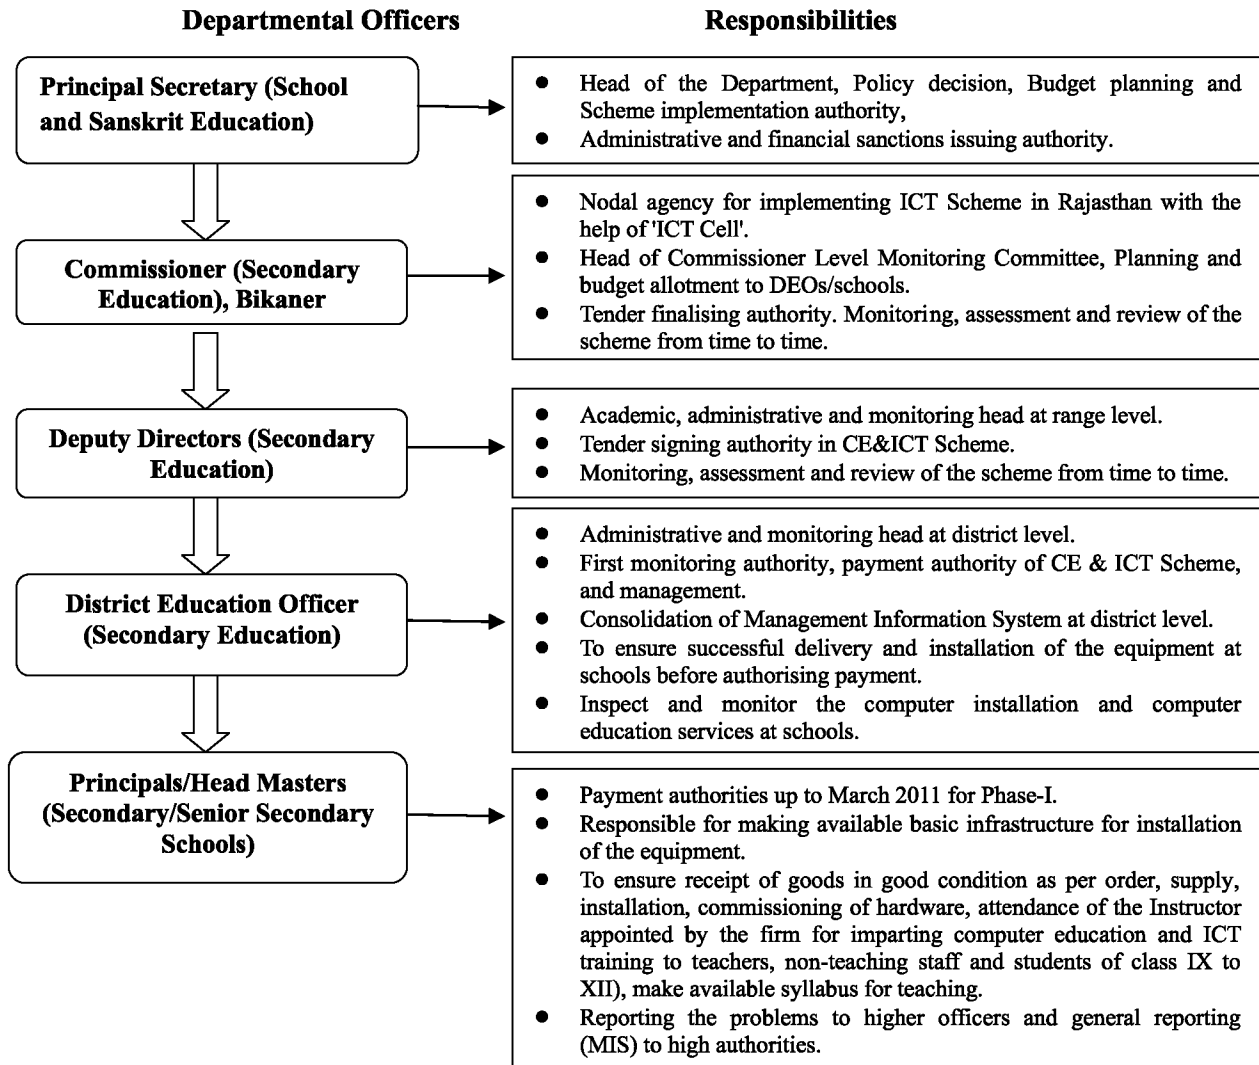 Departmental Officers
Responsibilities
Principal Secretary (School
and Sanskrit Education)
● Head of the Department, Policy decision, Budget planning and
Scheme implementation authority,
● Administrative and financial sanctions issuing authority.
Commissioner (Secondary
Education), Bikaner
● Nodal agency for implementing ICT Scheme in Rajasthan with the
help of 'ICT Cell'.
● Head of Commissioner Level Monitoring Committee, Planning and
budget allotment to DEOs/schools.
● Tender finalising authority. Monitoring, assessment and review of the
scheme from time to time.
Deputy Directors (Secondary
Education)
● Academic, administrative and monitoring head at range level.
● Tender signing authority in CE&ICT Scheme.
● Monitoring, assessment and review of the scheme from time to time.
District Education Officer
(Secondary Education)
● Administrative and monitoring head at district level.
● First monitoring authority, payment authority of CE & ICT Scheme,
and management.
● Consolidation of Management Information System at district level.
● To ensure successful delivery and installation of the equipment at
schools before authorising payment.
● Inspect and monitor the computer installation and computer
education services at schools.
Principals/Head Masters
(Secondary/Senior Secondary
Schools)
● Payment authorities up to March 2011 for Phase-I.
● Responsible for making available basic infrastructure for installation
of the equipment.
● To ensure receipt of goods in good condition as per order, supply,
installation, commissioning of hardware, attendance of the Instructor
appointed by the firm for imparting computer education and ICT
training to teachers, non-teaching staff and students of class IX to
XII), make available syllabus for teaching.
● Reporting the problems to higher officers and general reporting
(MIS) to high authorities.